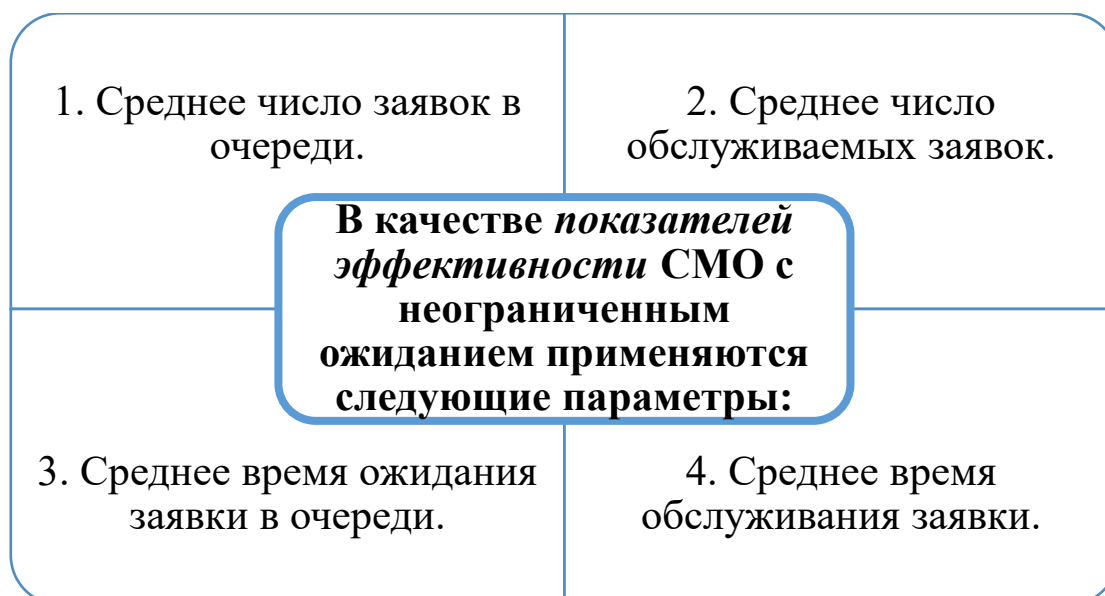 1. Среднее число заявок в
очереди.
2. Среднее число
обслуживаемых заявок.
В качестве показателей
эффективности СМО с
неограниченным
ожиданием применяются
следующие параметры:
3. Среднее время ожидания
заявки в очереди.
4. Среднее время
обслуживания заявки.